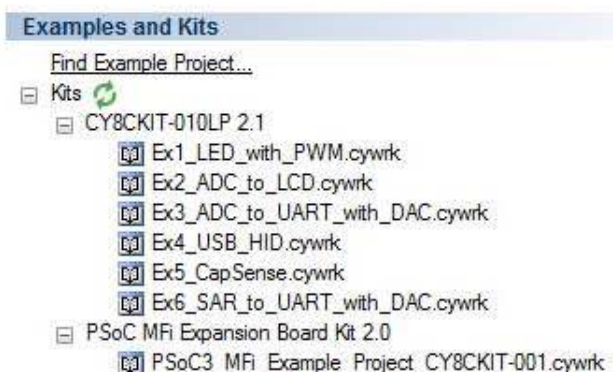 Examples and Kits
Find Example Project...
Kits
CY8CKIT-010LP 2.1
Ex1_LED_with_PWM.cywrk
Ex2_ADC_to_LCD.cywrk
Ex3_ADC_to_UART_with_DAC.cywrk
Ex4_USB_HID.cywrk
Ex5_CapSense.cywrk
Ex6_SAR_to_UART_with_DAC.cywrk
PSoC MFi Expansion Board Kit 2.0
PSoC3_MFi_Example_Project_CY8CKIT-001.cywrk